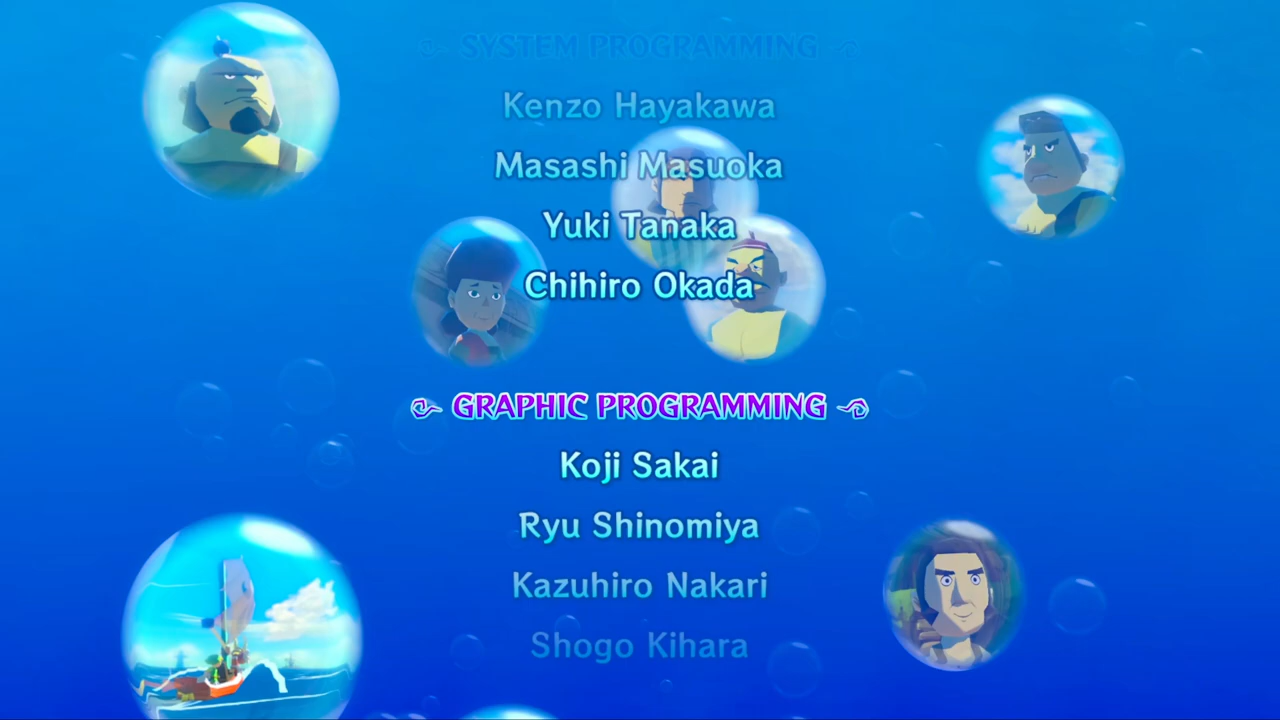 SYSTEM PROGRAMMING
Kenzo Hayakawa
Masashi Masuoka
Yuki Tanaka
Chihiro Okada
GRAPHIC PROGRAMMING
Koji Sakai
Ryu Shinomiya
Kazuhiro Nakari
Shogo Kihara